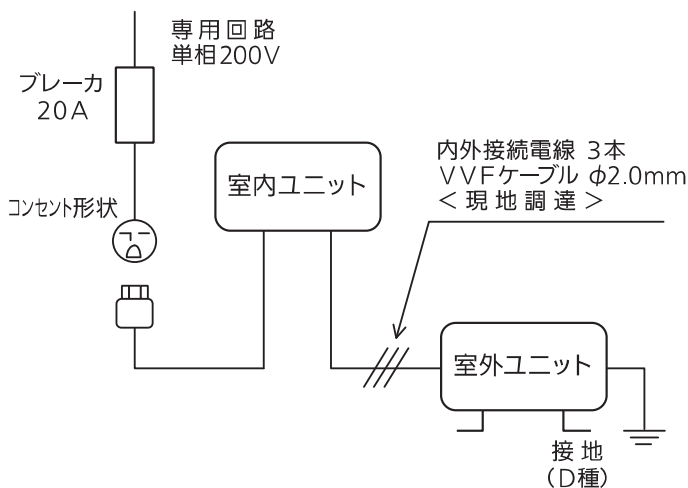 専用回路
単相200V
ブレーカ
20A
コンセント形状
室内ユニット
内外接続電線 3本
VVFケーブル φ2.0mm
<現地調達>
室外ユニット
接地
(D種)